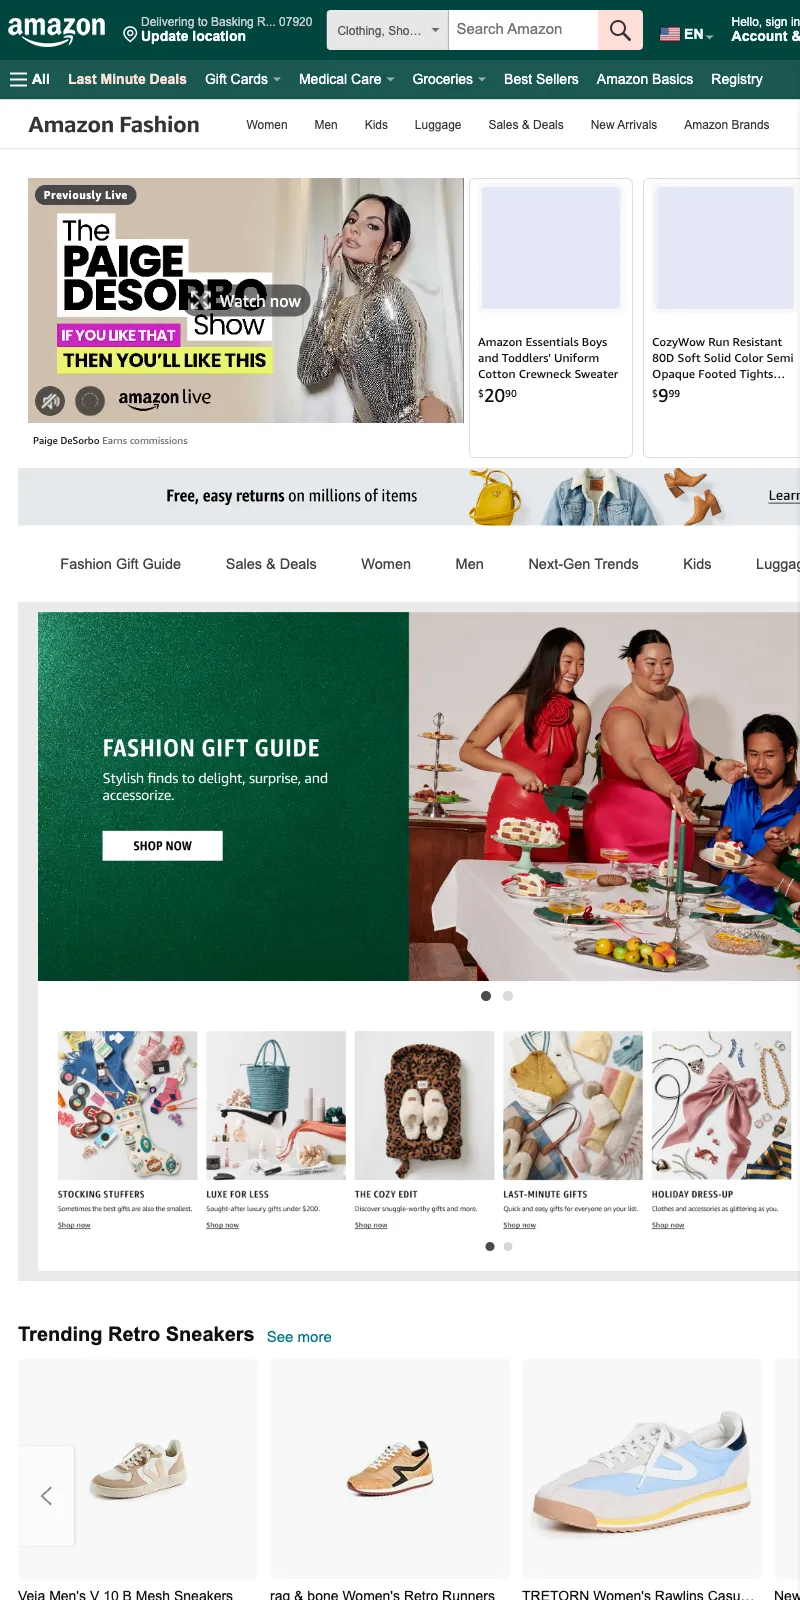 amazon
Delivering to Basking R... 07920
Update location
Clothing, Sho...
Search Amazon
EN
Hello, sign in
Account &
All
Last Minute Deals
Gift Cards
Medical Care
Groceries
Best Sellers
Amazon Basics
Registry
Amazon Fashion
Women
Men
Kids
Luggage
Sales & Deals
New Arrivals
Amazon Brands
Previously Live
The
PAIGE
DESORBO
Show
Watch now
IF YOU LIKE THAT
THEN YOU'LL LIKE THIS
amazon live
Paige DeSorbo Earns commissions
Amazon Essentials Boys
and Toddlers' Uniform
Cotton Crewneck Sweater
$2090
CozyWow Run Resistant
80D Soft Solid Color Semi
Opaque Footed Tights...
$999
Free, easy returns on millions of items
Learn
Fashion Gift Guide
Sales & Deals
Women
Men
Next-Gen Trends
Kids
Luggag
FASHION GIFT GUIDE
Stylish finds to delight, surprise, and
accessorize.
SHOP NOW
STOCKING STUFFERS
Sometimes the best gifts are also the smallest.
Shop now
LUXE FOR LESS
Sought-after luxury gifts under $200.
Shop now
THE COZY EDIT
Discover snuggle-worthy gifts and more.
Shop now
LAST-MINUTE GIFTS
Quick and easy gifts for everyone on your list.
Shop now
HOLIDAY DRESS-UP
Clothes and accessories as glittering as you.
Shop now
Trending Retro Sneakers
See more
Veja Men's V 10 B Mesh Sneakers
rag & bone Women's Retro Runners
TRETORN Women's Rawlins Casu...
New